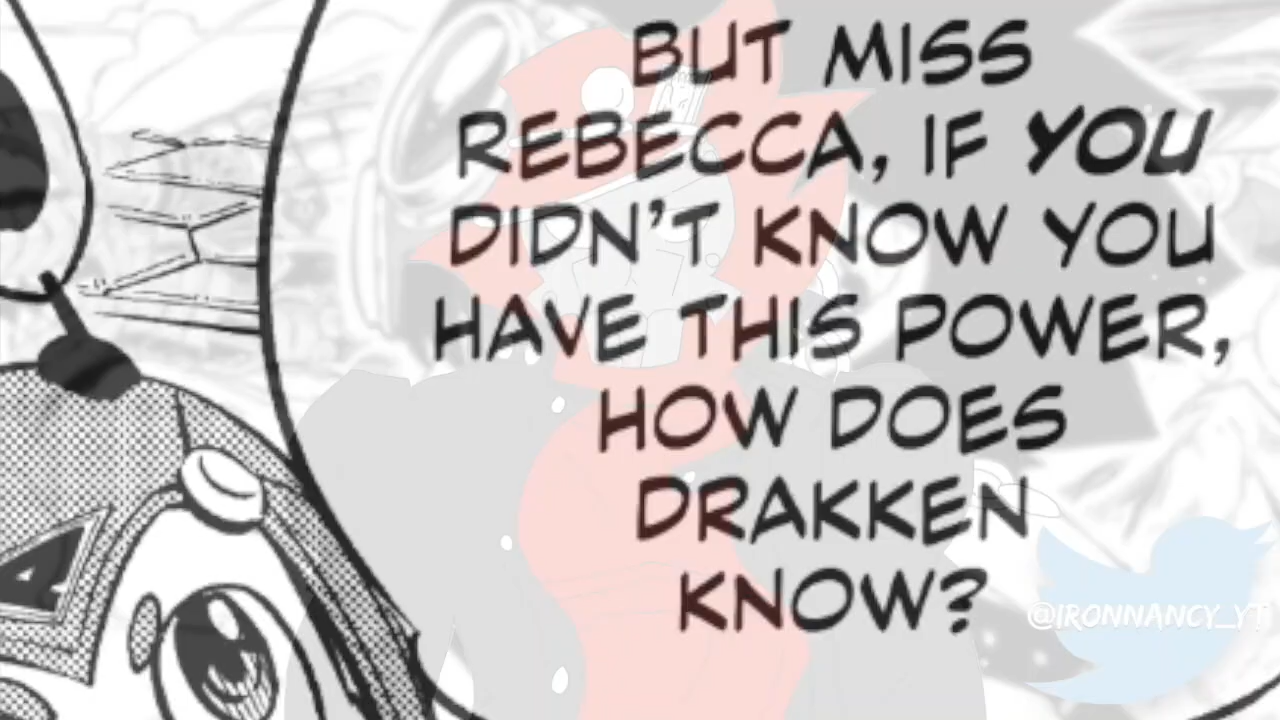 BUT MISS
REBECCA, IF YOU
DIDN'T KNOW YOU
HAVE THIS POWER,
HOW DOES
DRAKKEN
KNOW?
@IRONNANCY_YT